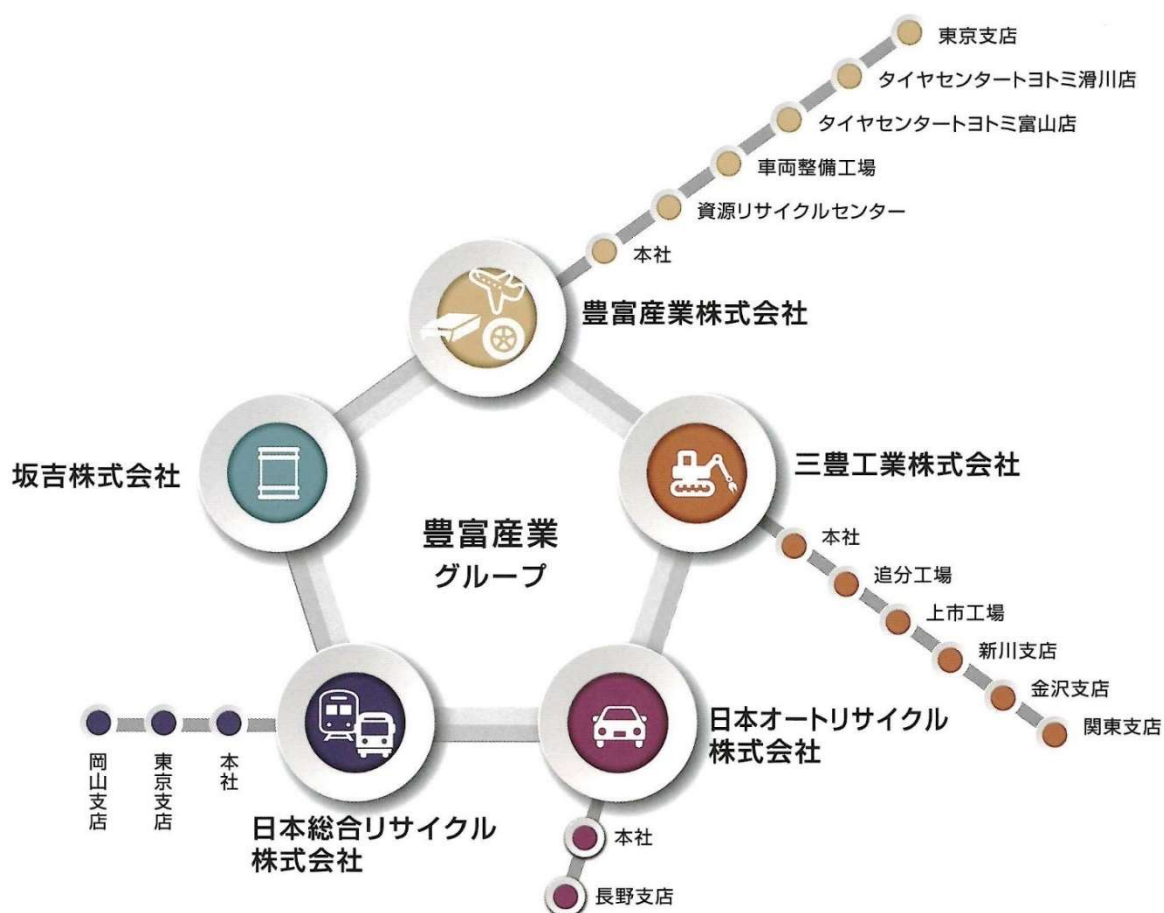 東京支店
タイヤセンタートヨトミ滑川店
タイヤセンタートヨトミ富山店
車両整備工場
資源リサイクルセンター
本社
豊富産業株式会社
坂吉株式会社
三豊工業株式会社
豊富産業
グループ
本社
追分工場
上市工場
新川支店
金沢支店
関東支店
日本オートリサイクル
株式会社
本社
長野支店
日本総合リサイクル
株式会社
本社
東京支店
岡山支店